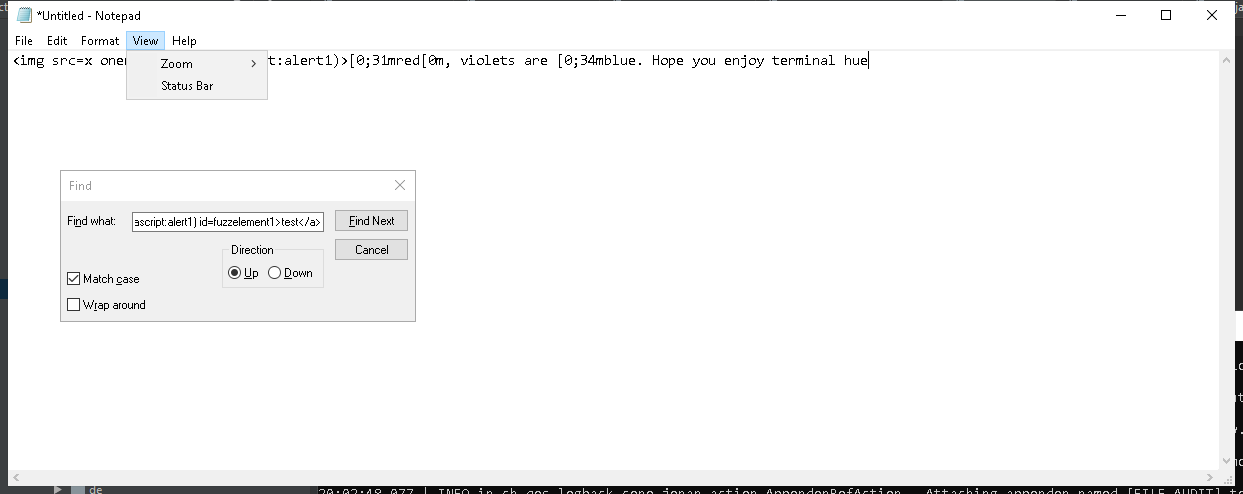 *Untitled - Notepad
File Edit Format View Help
<img src=x oner t:alert1)>[0;31mred[0m, violets are [0;34mblue. Hope you enjoy terminal hue
Zoom
Status Bar
Find
Find what: ascript:alert1) id=fuzzelement1>test</a> Find Next
Direction Cancel
Up Down
Match case
Wrap around
de
20:02:48,077 | INFO in ch.qos.logback.core.joran.action.AppenderRefAction - Attaching appender named [FILE_AUDIT] t